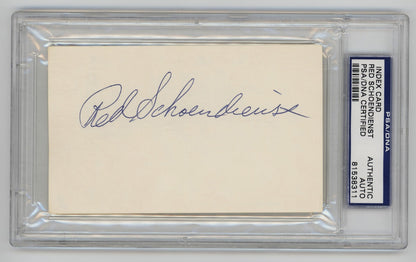 Red Schoendienst
INDEX CARD
RED SCHOENDIENST
PSA/DNA CERTIFIED
AUTHENTIC
AUTO
81538311
PSA/DNA